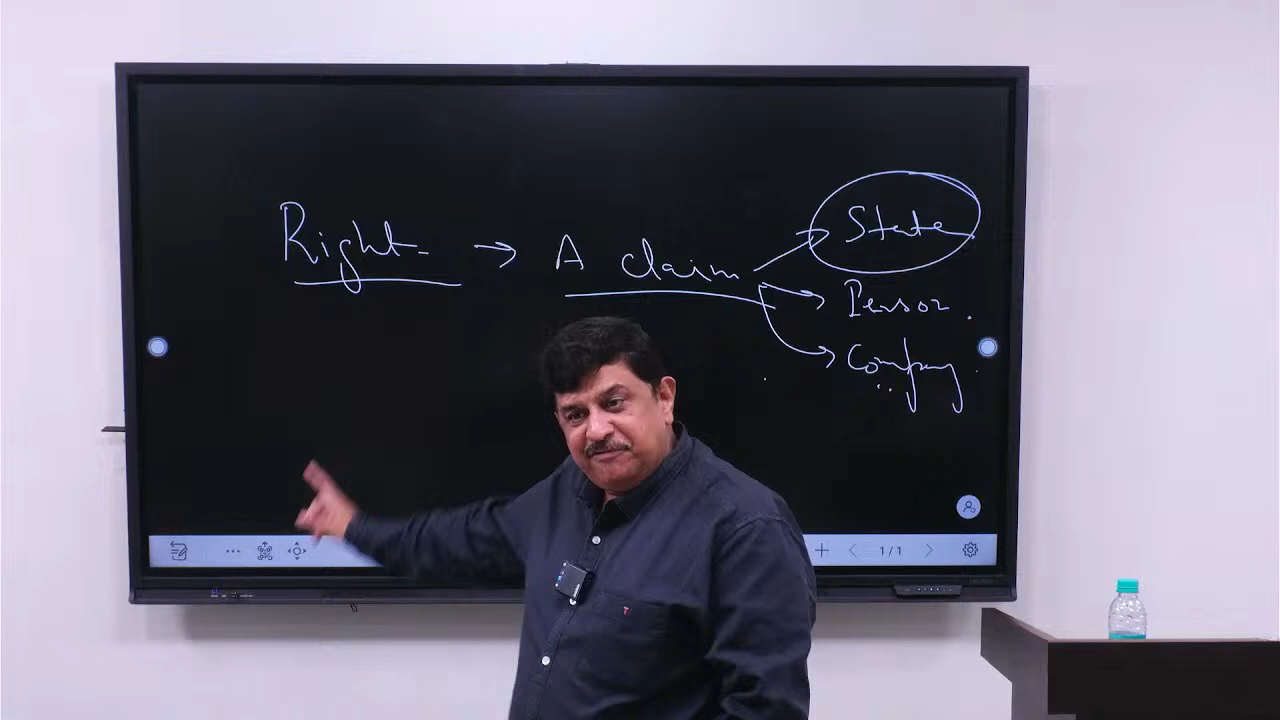 Right → A claim → State
→ Person.
→ Company
1/1
T